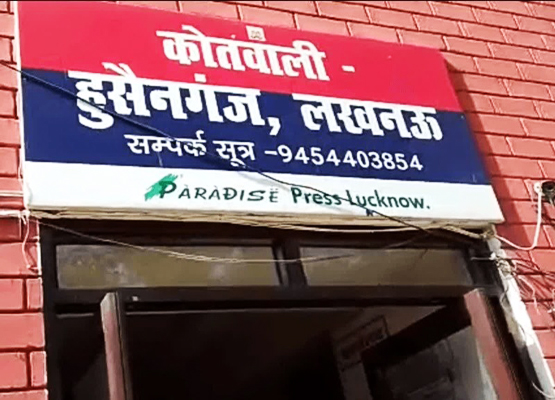 कोतवाली -
हुसैनगंज, लखनऊ
सम्पर्क सूत्र -9454403854
PARADISE Press Lucknow.